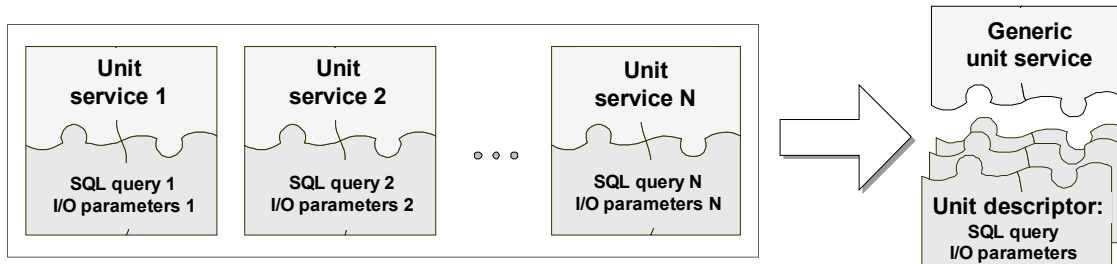 Unit
service 1
SQL query 1
I/O parameters 1
Unit
service 2
SQL query 2
I/O parameters 2
Unit
service N
SQL query N
I/O parameters N
Generic
unit service
Unit descriptor:
SQL query
I/O parameters